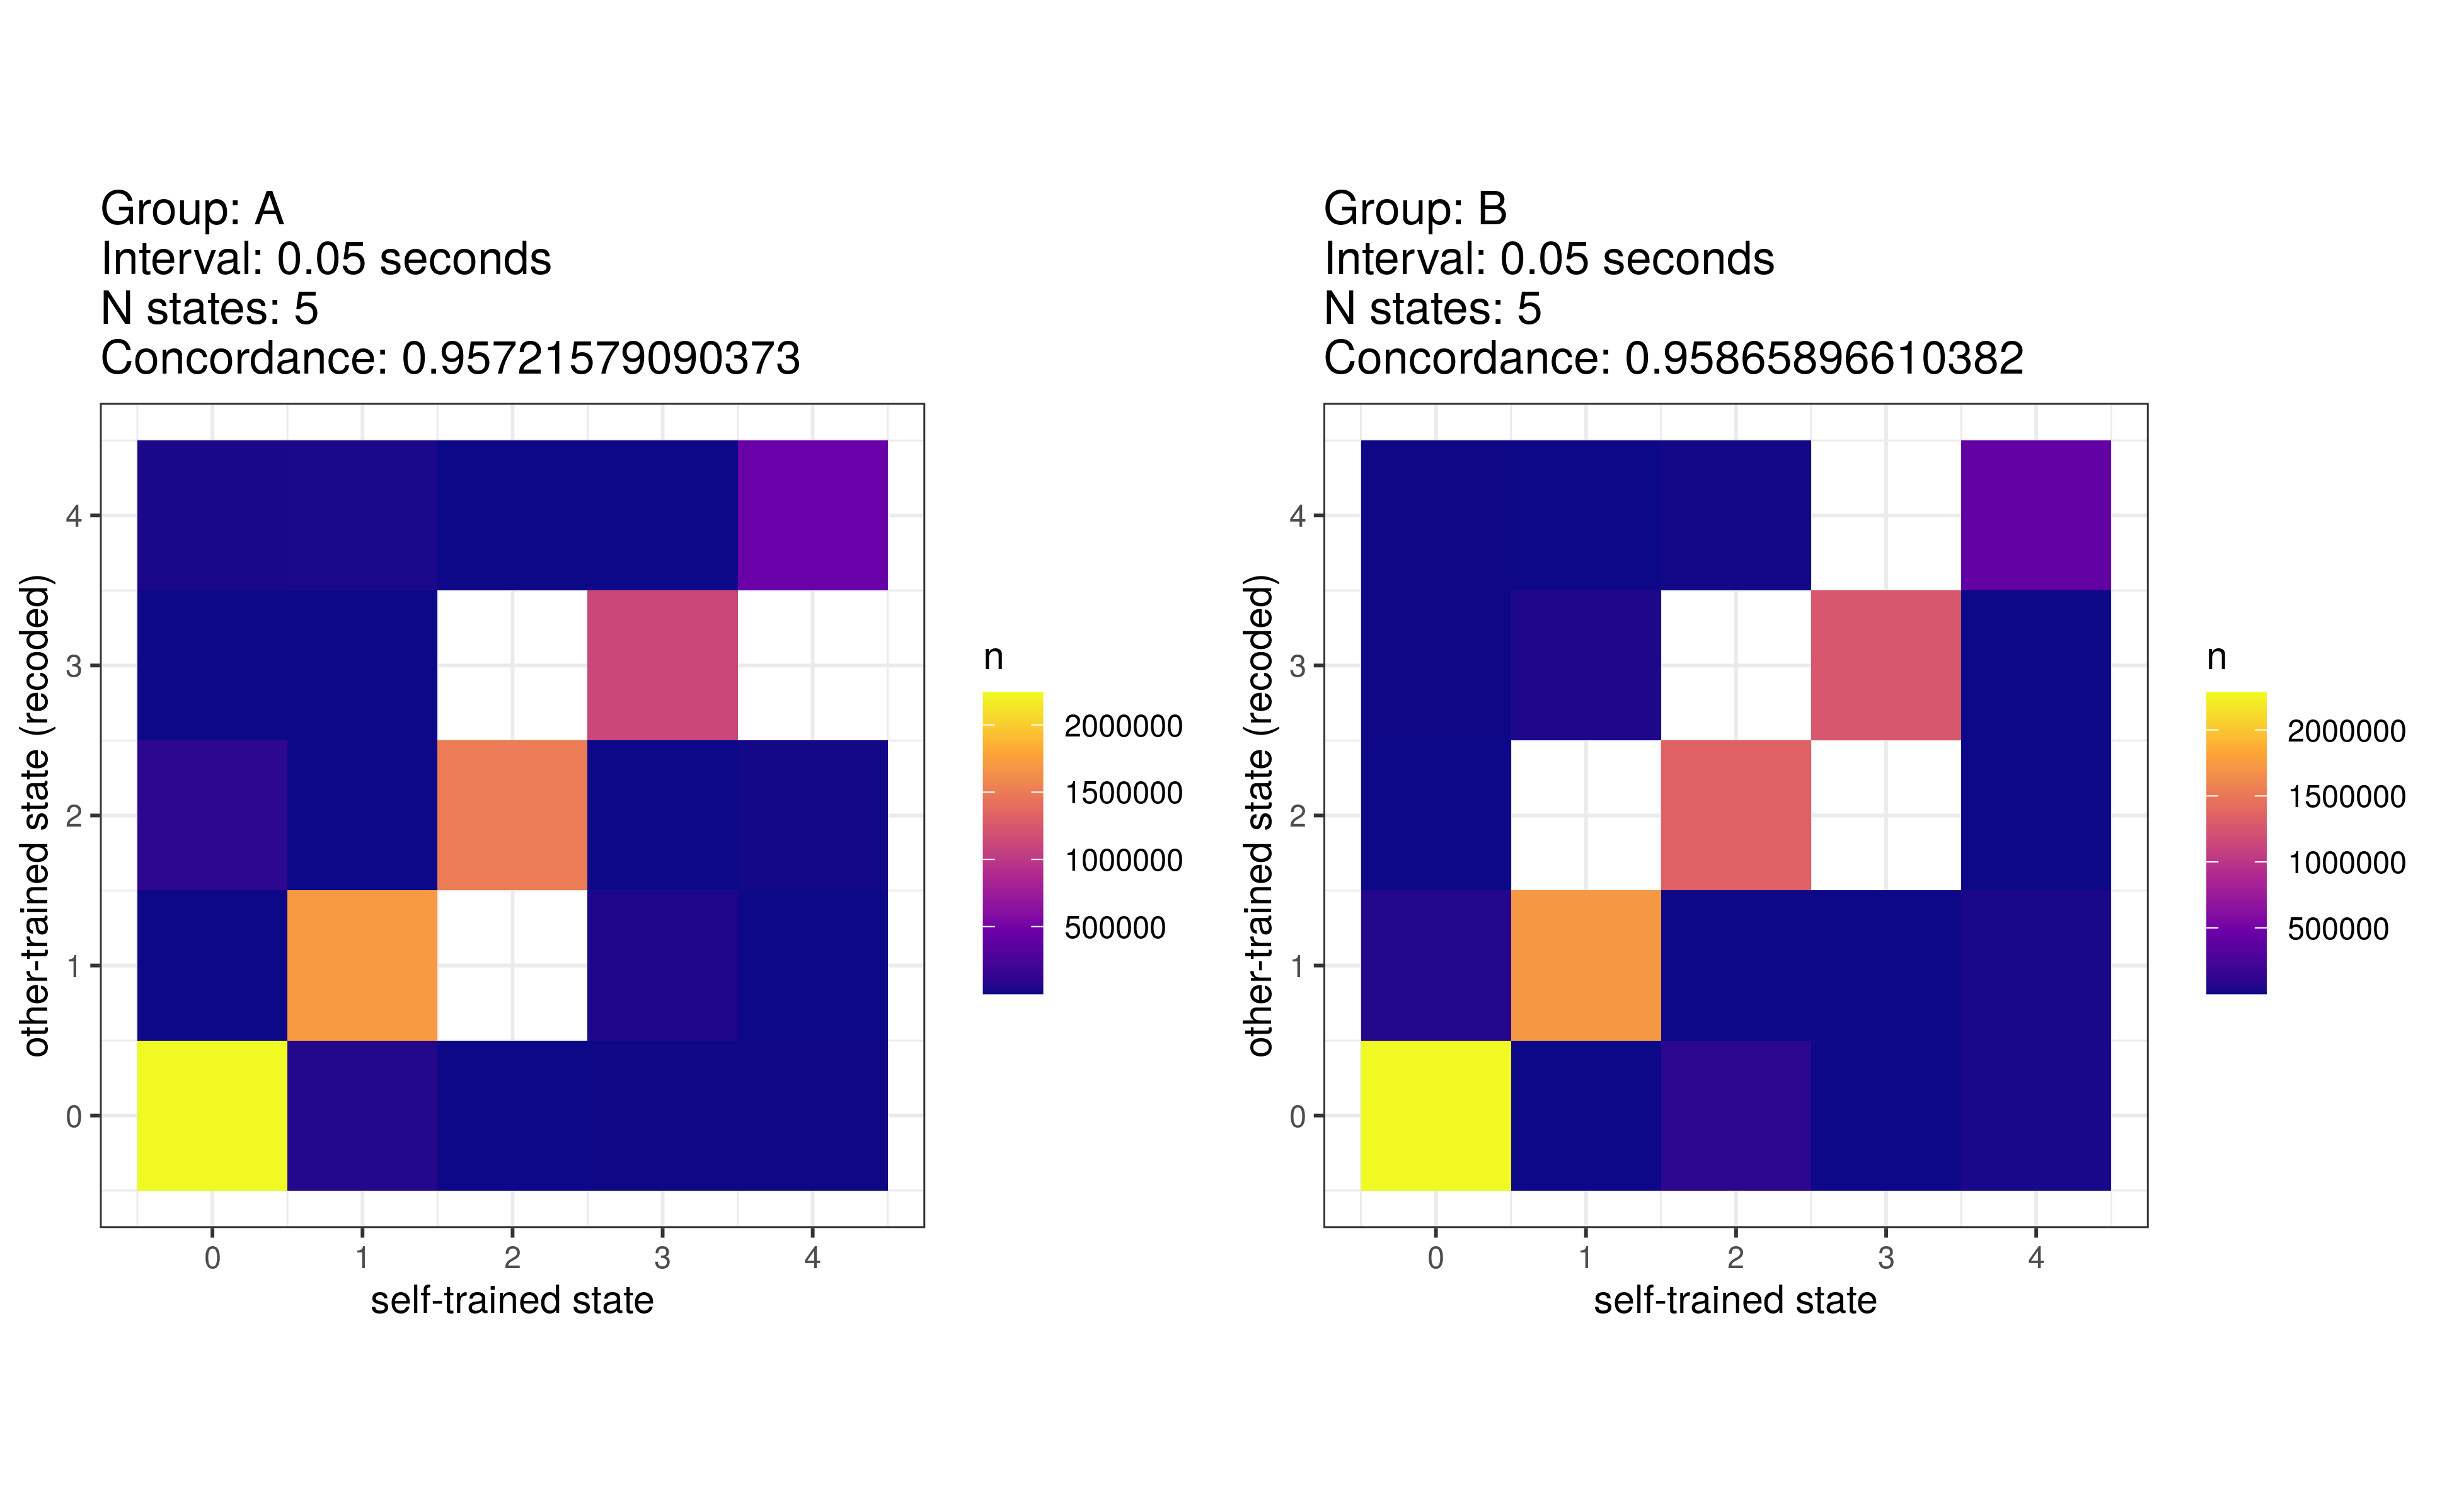 Group: A
Interval: 0.05 seconds
N states: 5
Concordance: 0.95721579090373
other-trained state (recoded)
4
3
2
1
0
0 1 2 3 4
self-trained state
n
2000000
1500000
1000000
500000
Group: B
Interval: 0.05 seconds
N states: 5
Concordance: 0.95865896610382
other-trained state (recoded)
4
3
2
1
0
0 1 2 3 4
self-trained state
n
2000000
1500000
1000000
500000